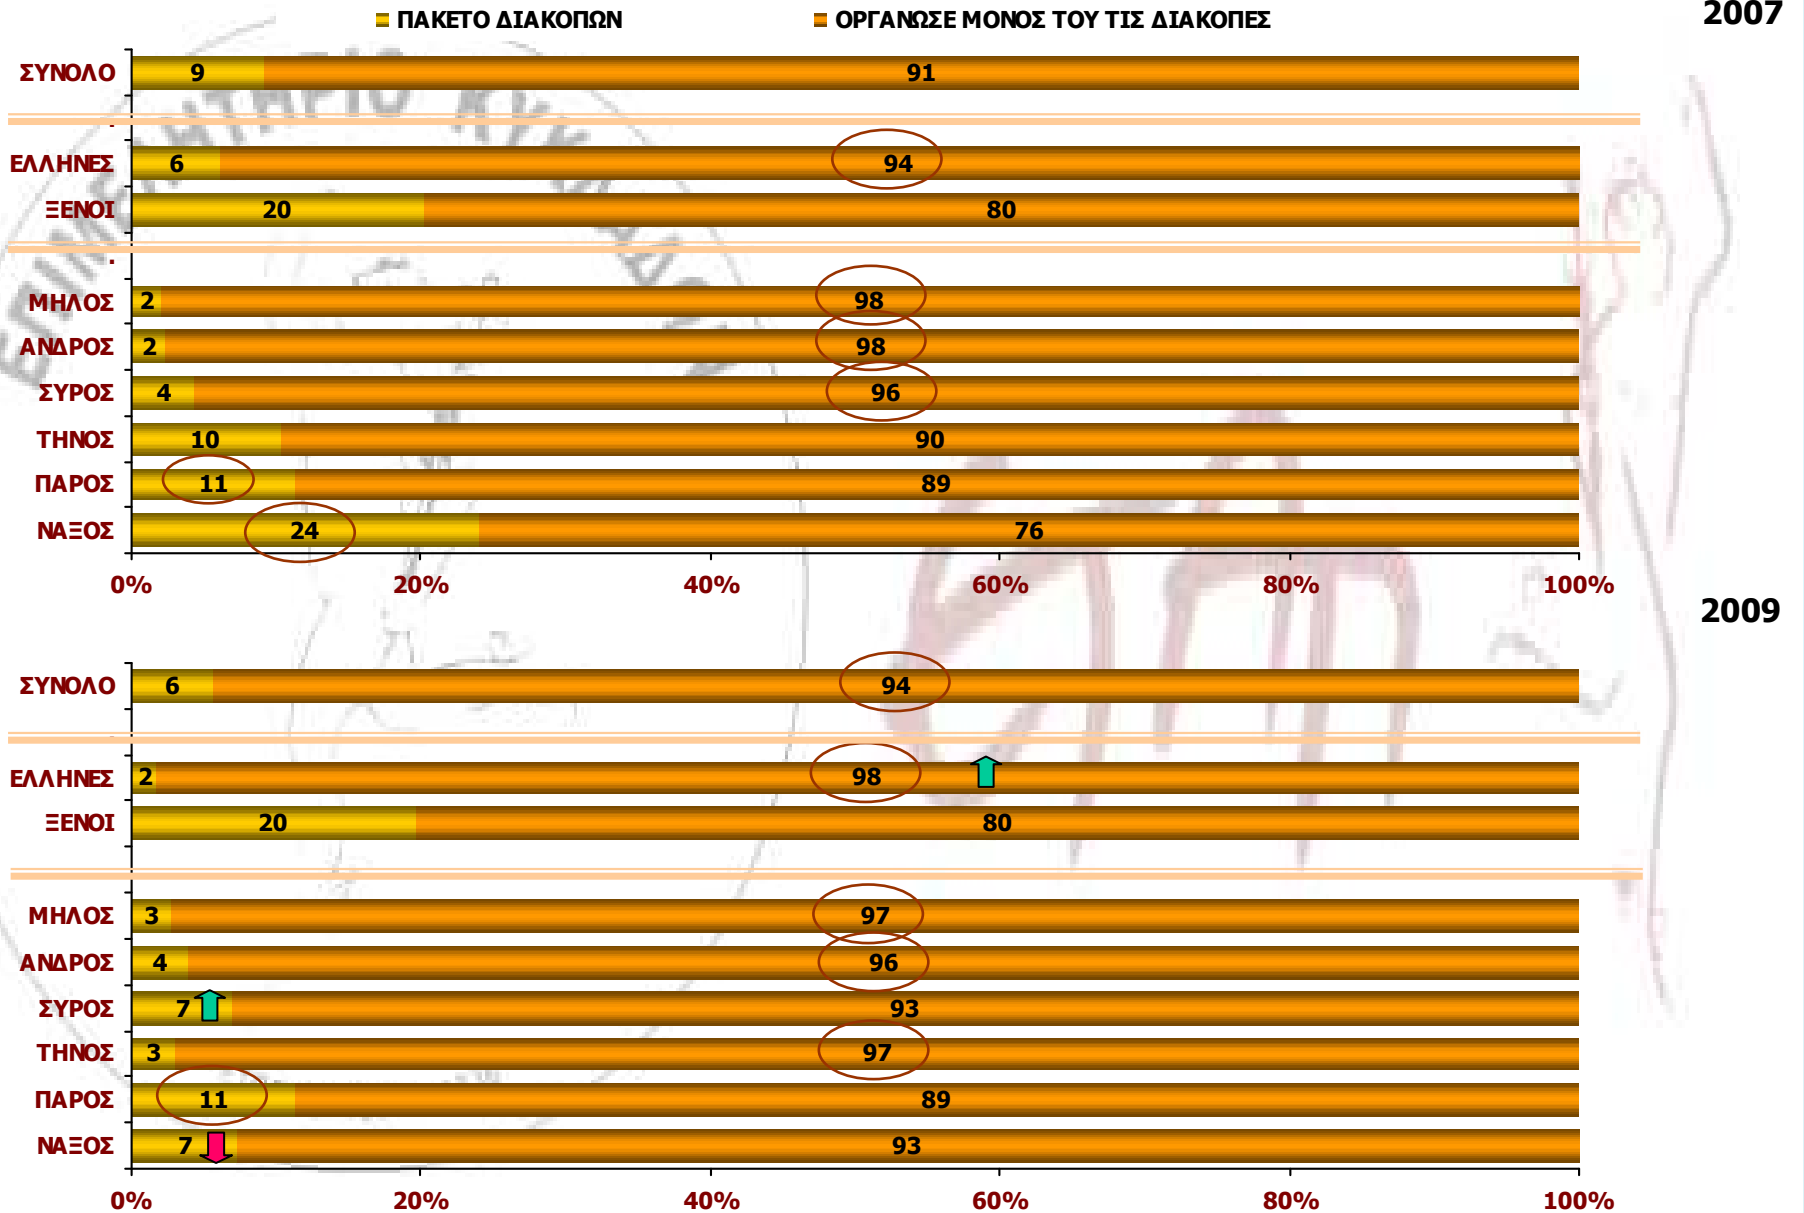 ΠΑΚΕΤΟ ΔΙΑΚΟΠΩΝ ΟΡΓΑΝΩΣΕ ΜΟΝΟΣ ΤΟΥ ΤΙΣ ΔΙΑΚΟΠΕΣ 2007
ΣΥΝΟΛΟ 9 91
.
ΕΛΛΗΝΕΣ 6 94
ΞΕΝΟΙ 20 80
.
ΜΗΛΟΣ 2 98
ΑΝΔΡΟΣ 2 98
ΣΥΡΟΣ 4 96
ΤΗΝΟΣ 10 90
ΠΑΡΟΣ 11 89
ΝΑΞΟΣ 24 76
0% 20% 40% 60% 80% 100%
2009
ΣΥΝΟΛΟ 6 94
ΕΛΛΗΝΕΣ 2 98
ΞΕΝΟΙ 20 80
ΜΗΛΟΣ 3 97
ΑΝΔΡΟΣ 4 96
ΣΥΡΟΣ 7 93
ΤΗΝΟΣ 3 97
ΠΑΡΟΣ 11 89
ΝΑΞΟΣ 7 93
0% 20% 40% 60% 80% 100%